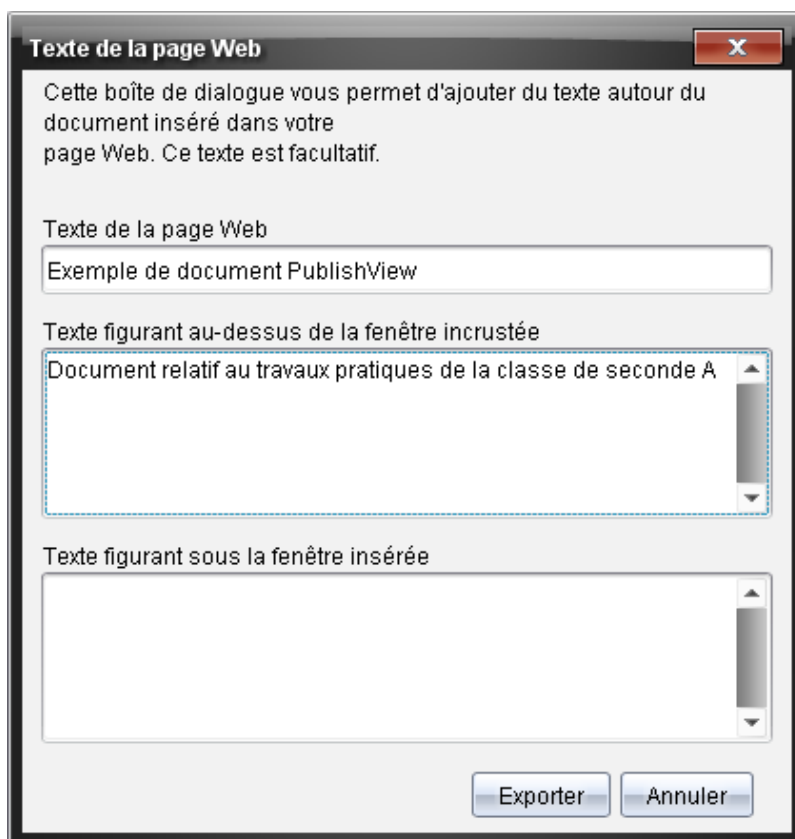 Texte de la page Web
Cette boîte de dialogue vous permet d'ajouter du texte autour du
document inséré dans votre
page Web. Ce texte est facultatif.
Texte de la page Web
Exemple de document PublishView
Texte figurant au-dessus de la fenêtre incrustée
Document relatif au travaux pratiques de la classe de seconde A
Texte figurant sous la fenêtre insérée
Exporter Annuler